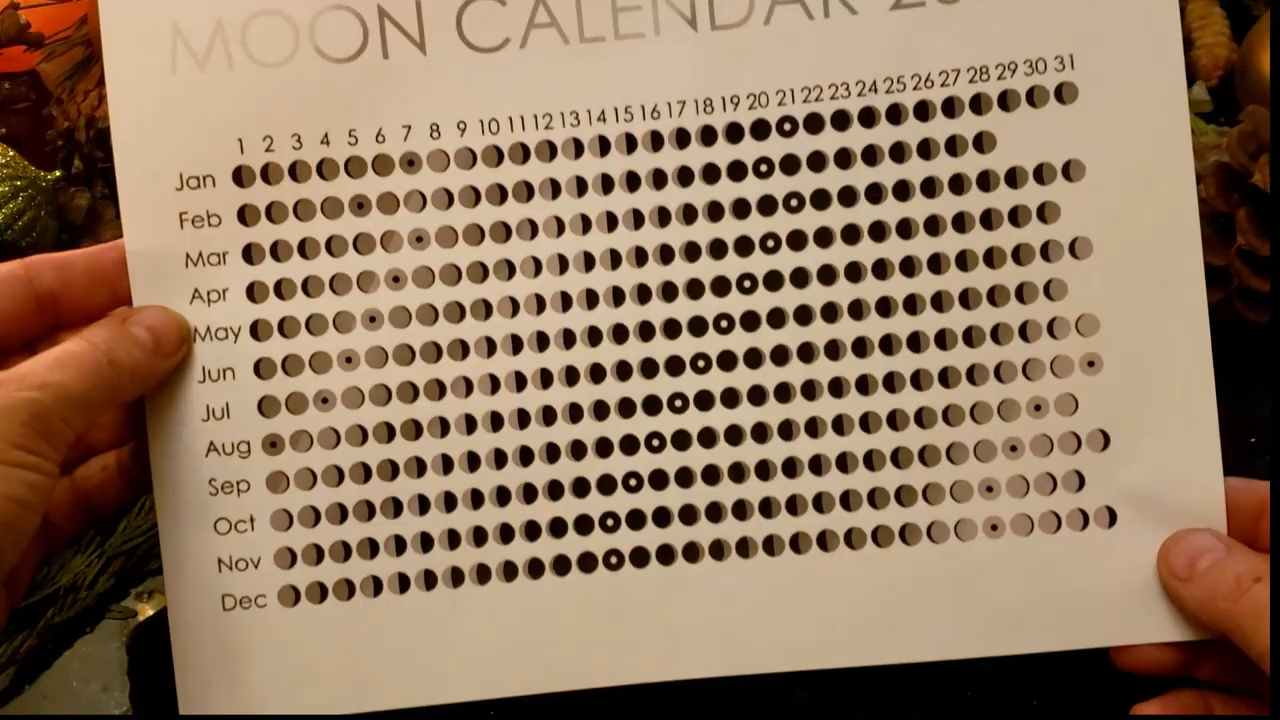 MOON CALENDAR
1 2 3 4 5 6 7 8 9 10 11 12 13 14 15 16 17 18 19 20 21 22 23 24 25 26 27 28 29 30 31
Jan
Feb
Mar
Apr
May
Jun
Jul
Aug
Sep
Oct
Nov
Dec